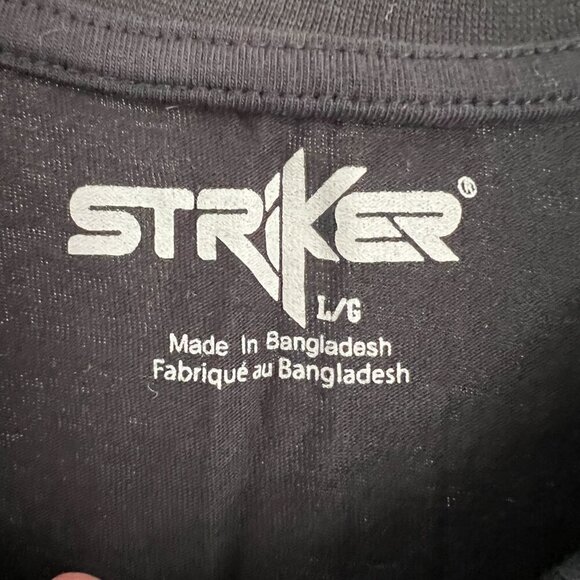 STRIKER®
L/G
Made in Bangladesh
Fabriqué au Bangladesh